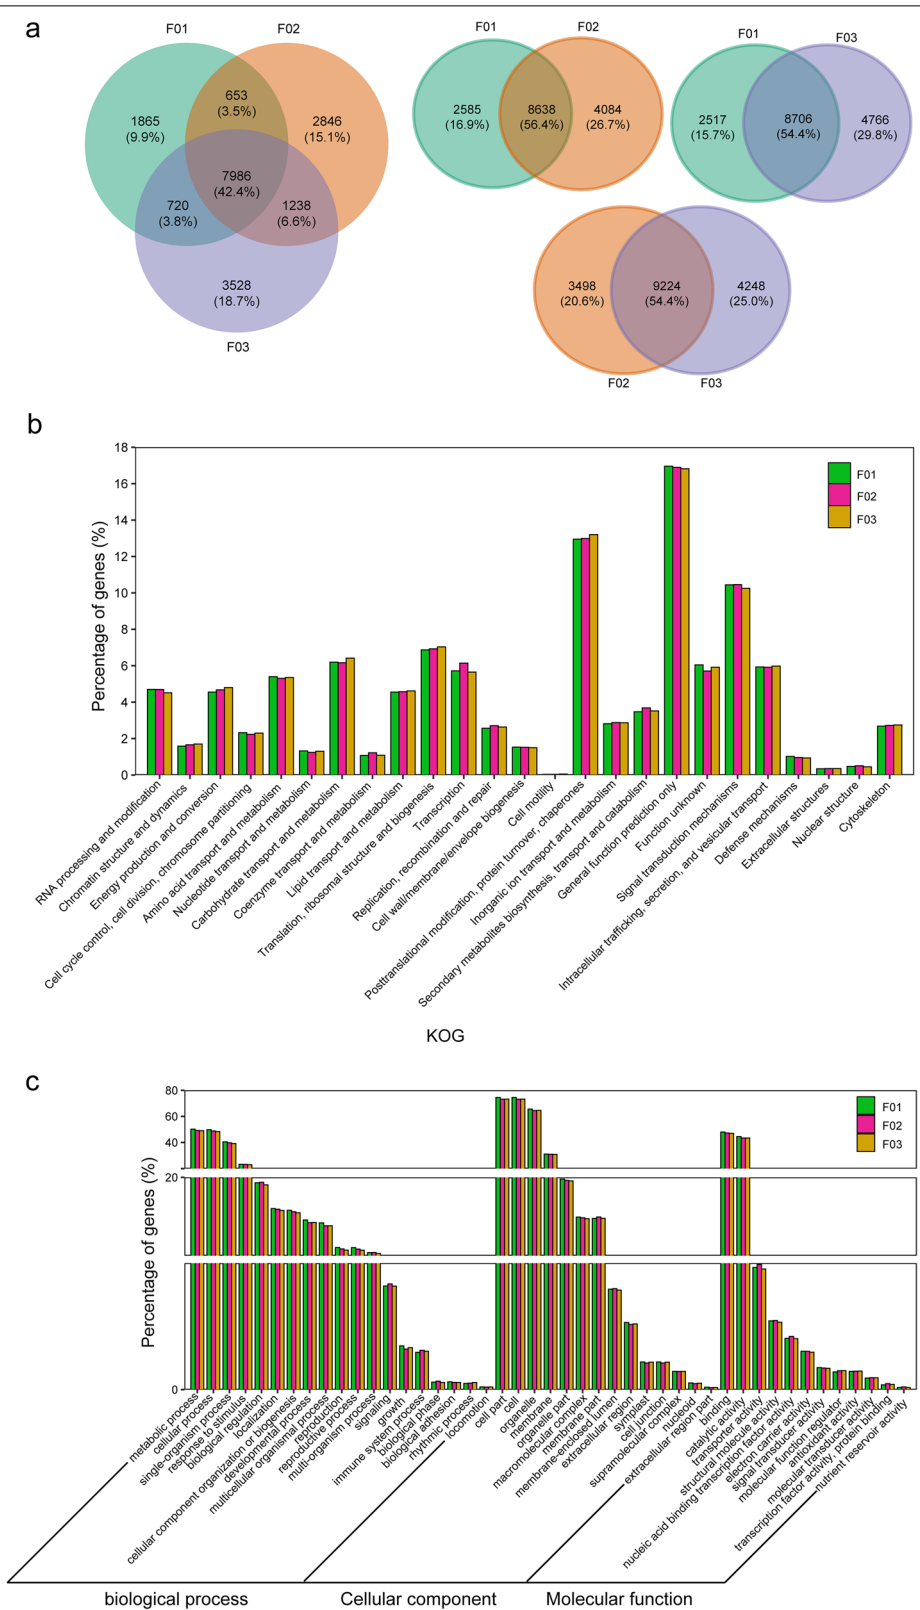 a
F01
F02
653
(3.5%)
1865
(9.9%)
2846
(15.1%)
7986
(42.4%)
720
(3.8%)
1238
(6.6%)
3528
(18.7%)
F03
F01
F02
2585
(16.9%)
8638
(56.4%)
4084
(26.7%)
F01
F03
2517
(15.7%)
8706
(54.4%)
4766
(29.8%)
3498
(20.6%)
9224
(54.4%)
4248
(25.0%)
F02
F03
b
Percentage of genes (%)
18
16
14
12
10
8
6
4
2
0
F01
F02
F03
RNA processing and modification
Chromatin structure and dynamics
Energy production and conversion
Cell cycle control, cell division, chromosome partitioning
Amino acid transport and metabolism
Nucleotide transport and metabolism
Carbohydrate transport and metabolism
Coenzyme transport and metabolism
Lipid transport and metabolism
Translation, ribosomal structure and biogenesis
Transcription
Replication, recombination and repair
Cell wall/membrane/envelope biogenesis
Cell motility
Posttranslational modification, protein turnover, chaperones
Inorganic ion transport and metabolism
Secondary metabolites biosynthesis, transport and catabolism
General function prediction only
Function unknown
Signal transduction mechanisms
Intracellular trafficking, secretion, and vesicular transport
Defense mechanisms
Extracellular structures
Nuclear structure
Cytoskeleton
KOG
c
Percentage of genes (%)
80
60
40
20
0
F01
F02
F03
metabolic process
cellular process
single-organism process
response to stimulus
biological regulation
localization
cellular component organization or biogenesis
developmental process
multicellular organismal process
reproduction
reproductive process
multi-organism process
signaling
growth
immune system process
biological phase
biological adhesion
rhythmic process
locomotion
cell part
cell
organelle
membrane
organelle part
macromolecular complex
membrane part
membrane-enclosed lumen
extracellular region
symplast
cell junction
supramolecular complex
nucleoid
extracellular region part
binding
catalytic activity
transporter activity
structural molecule activity
nucleic acid binding transcription factor activity
electron carrier activity
signal transducer activity
molecular function regulator
antioxidant activity
molecular transducer activity
transcription factor activity, protein binding
nutrient reservoir activity
biological process
Cellular component
Molecular function